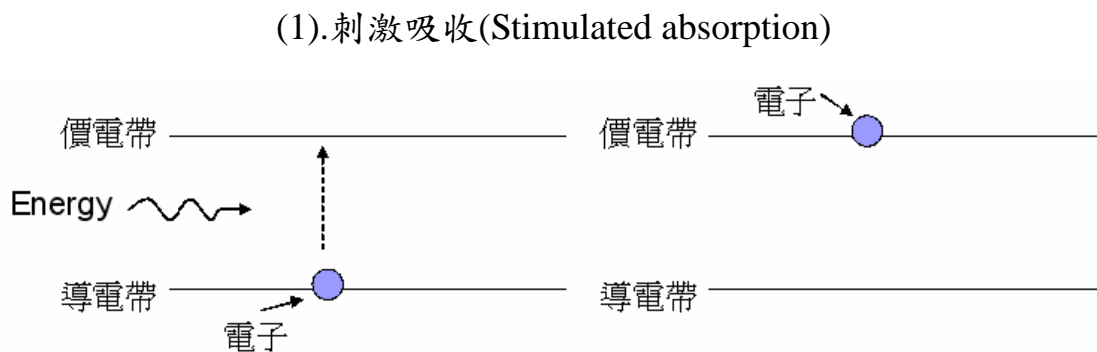 (1).刺激吸收(Stimulated absorption)
電子
價電帶
價電帶
Energy
導電帶
導電帶
電子